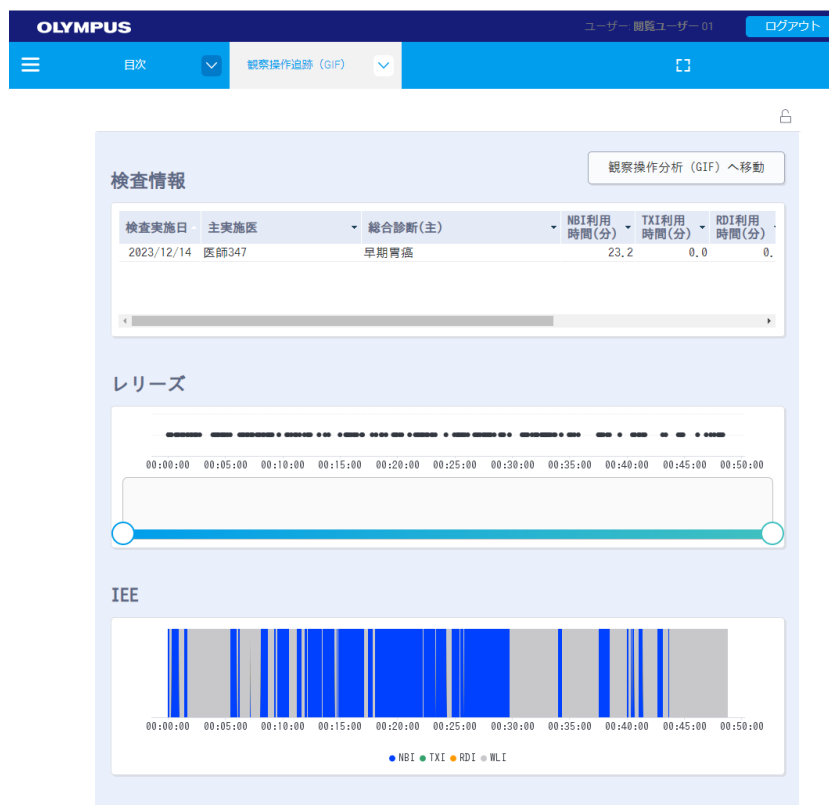 OLYMPUS
ユーザー: 閲覧ユーザー01
ログアウト
目次
観察操作追跡（GIF）
検査情報
観察操作分析（GIF）へ移動
検査実施日 主実施医 総合診断(主) NBI利用時間(分) TXI利用時間(分) RDI利用時間(分)
2023/12/14 医師347 早期胃癌 23.2 0.0 0.
レリーズ
00:00:00 00:05:00 00:10:00 00:15:00 00:20:00 00:25:00 00:30:00 00:35:00 00:40:00 00:45:00 00:50:00
IEE
00:00:00 00:05:00 00:10:00 00:15:00 00:20:00 00:25:00 00:30:00 00:35:00 00:40:00 00:45:00 00:50:00
NBI TXI RDI WLI